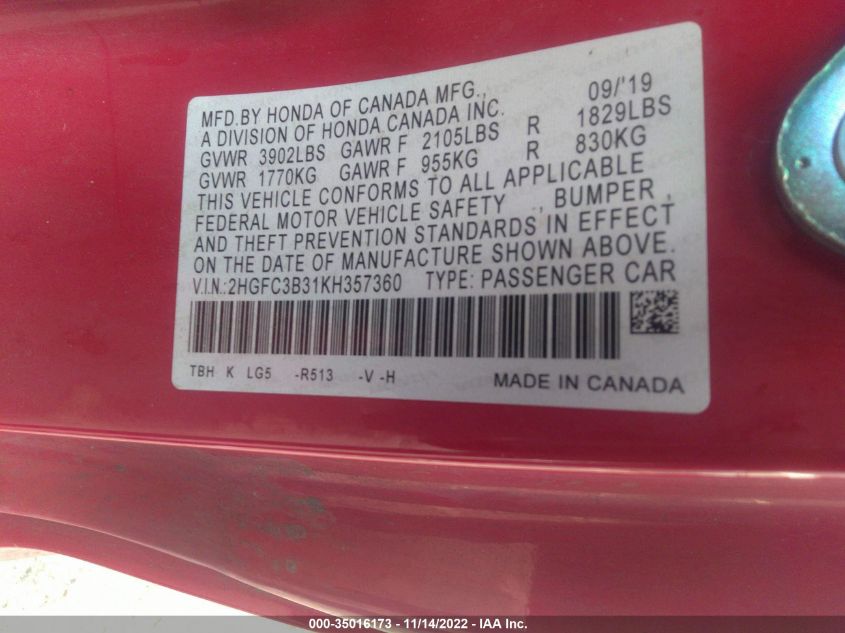 MFD.BY HONDA OF CANADA MFG., 09/'19
A DIVISION OF HONDA CANADA INC.
GVWR 3902LBS GAWR F 2105LBS R 1829LBS
GVWR 1770KG GAWR F 955KG R 830KG
THIS VEHICLE CONFORMS TO ALL APPLICABLE
FEDERAL MOTOR VEHICLE SAFETY ., BUMPER,
AND THEFT PREVENTION STANDARDS IN EFFECT
ON THE DATE OF MANUFACTURE SHOWN ABOVE.
V.I.N.:2HGFC3B31KH357360 TYPE: PASSENGER CAR
TBH K LG5 -R513 -V -H MADE IN CANADA
000-35016173 - 11/14/2022 - IAA Inc.